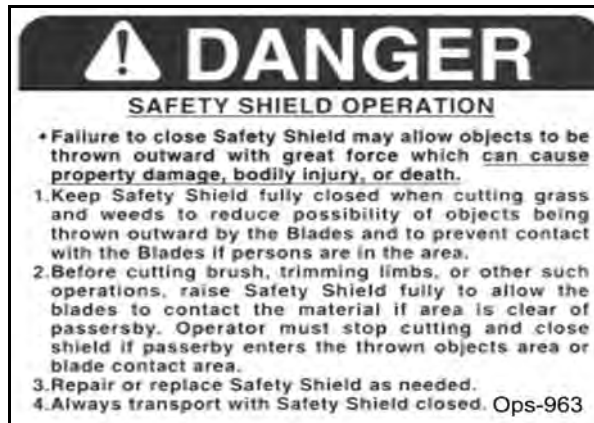 DANGER
SAFETY SHIELD OPERATION
• Failure to close Safety Shield may allow objects to be
thrown outward with great force which can cause
property damage, bodily injury, or death.
1.Keep Safety Shield fully closed when cutting grass
and weeds to reduce possibility of objects being
thrown outward by the Blades and to prevent contact
with the Blades if persons are in the area.
2.Before cutting brush, trimming limbs, or other such
operations, raise Safety Shield fully to allow the
blades to contact the material if area is clear of
passersby. Operator must stop cutting and close
shield if passerby enters the thrown objects area or
blade contact area.
3.Repair or replace Safety Shield as needed.
4.Always transport with Safety Shield closed. Ops-963